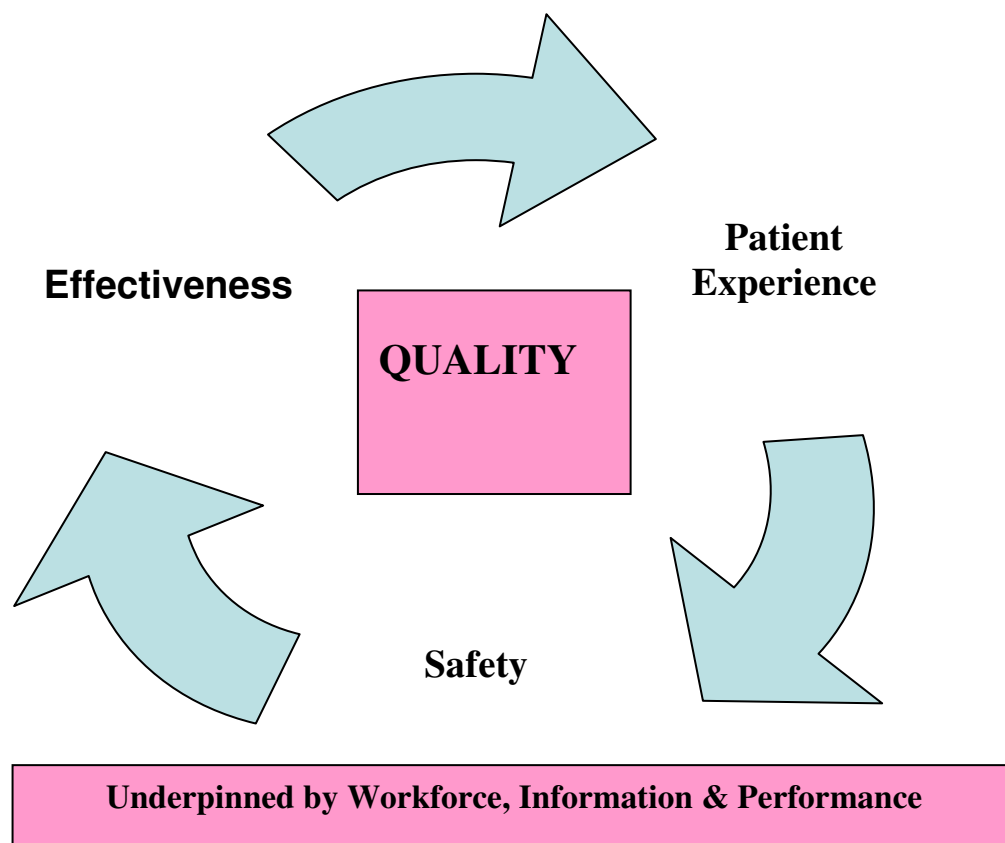 Patient
Experience
Effectiveness
QUALITY
Safety
Underpinned by Workforce, Information & Performance